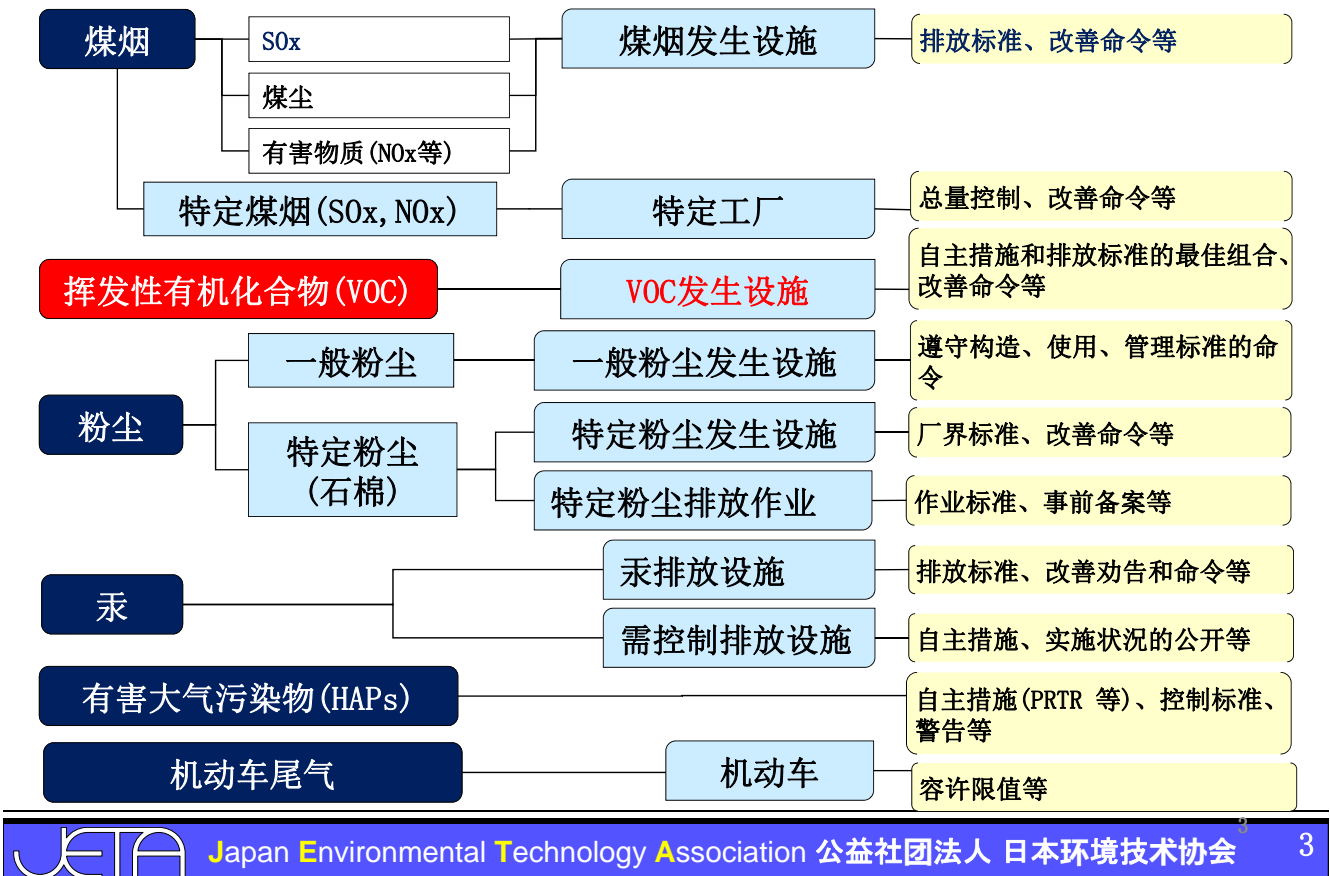 煤烟
SOx
煤烟发生设施
排放标准、改善命令等
煤尘
有害物质(NOx等)
特定煤烟(SOx,NOx)
特定工厂
总量控制、改善命令等
挥发性有机化合物(VOC)
VOC发生设施
自主措施和排放标准的最佳组合、
改善命令等
粉尘
一般粉尘
一般粉尘发生设施
遵守构造、使用、管理标准的命
令
特定粉尘
(石棉)
特定粉尘发生设施
厂界标准、改善命令等
特定粉尘排放作业
作业标准、事前备案等
汞
汞排放设施
排放标准、改善劝告和命令等
需控制排放设施
自主措施、实施状况的公开等
有害大气污染物(HAPs)
自主措施(PRTR 等)、控制标准、
警告等
机动车尾气
机动车
容许限值等
3
JETA
Japan Environmental Technology Association 公益社团法人 日本环境技术协会
3